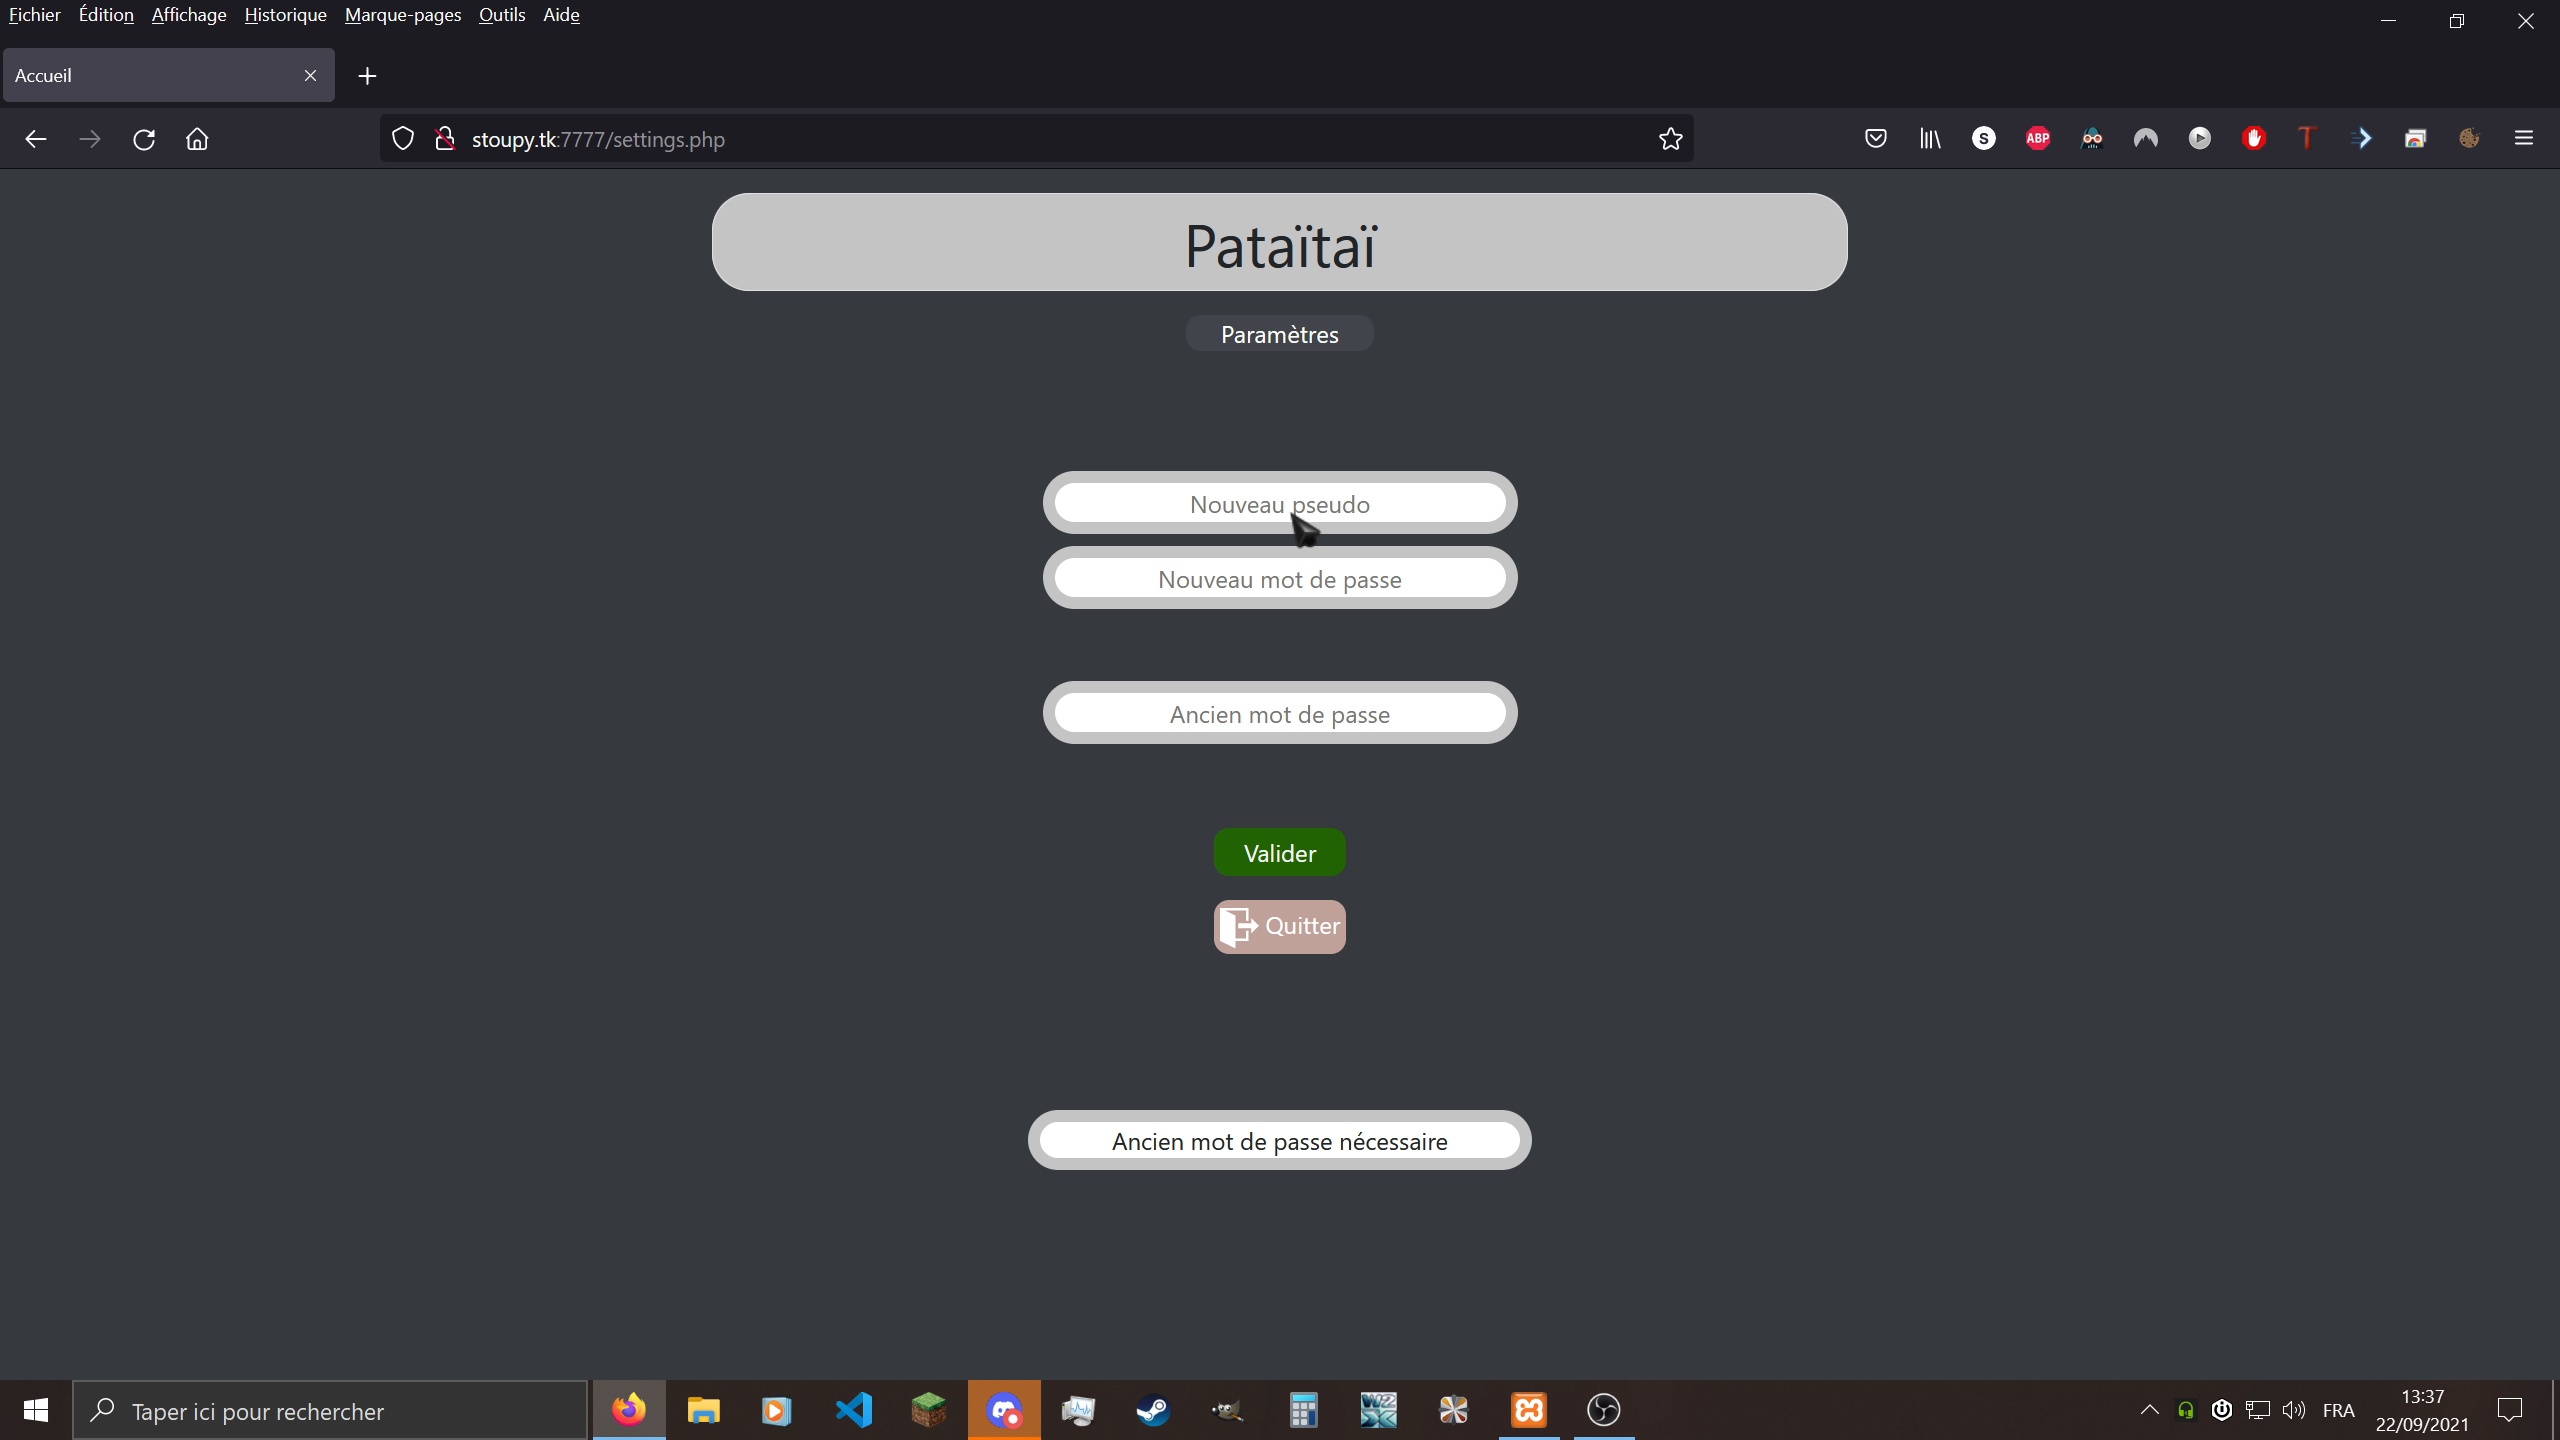 Fichier Édition Affichage Historique Marque-pages Outils Aide
Accueil
stoupy.tk:7777/settings.php
S
ABP
T
Pataïtaï
Paramètres
Nouveau pseudo
Nouveau mot de passe
Ancien mot de passe
Valider
Quitter
Ancien mot de passe nécessaire
Taper ici pour rechercher
FRA
13:37
22/09/2021